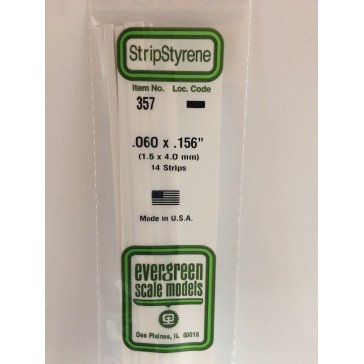 StripStyrene
Item No. Loc. Code
357
.060 x .156"
(1.5 x 4.0 mm)
14 Strips
Made in U.S.A.
evergreen
scale models
Des Plaines, IL 60018